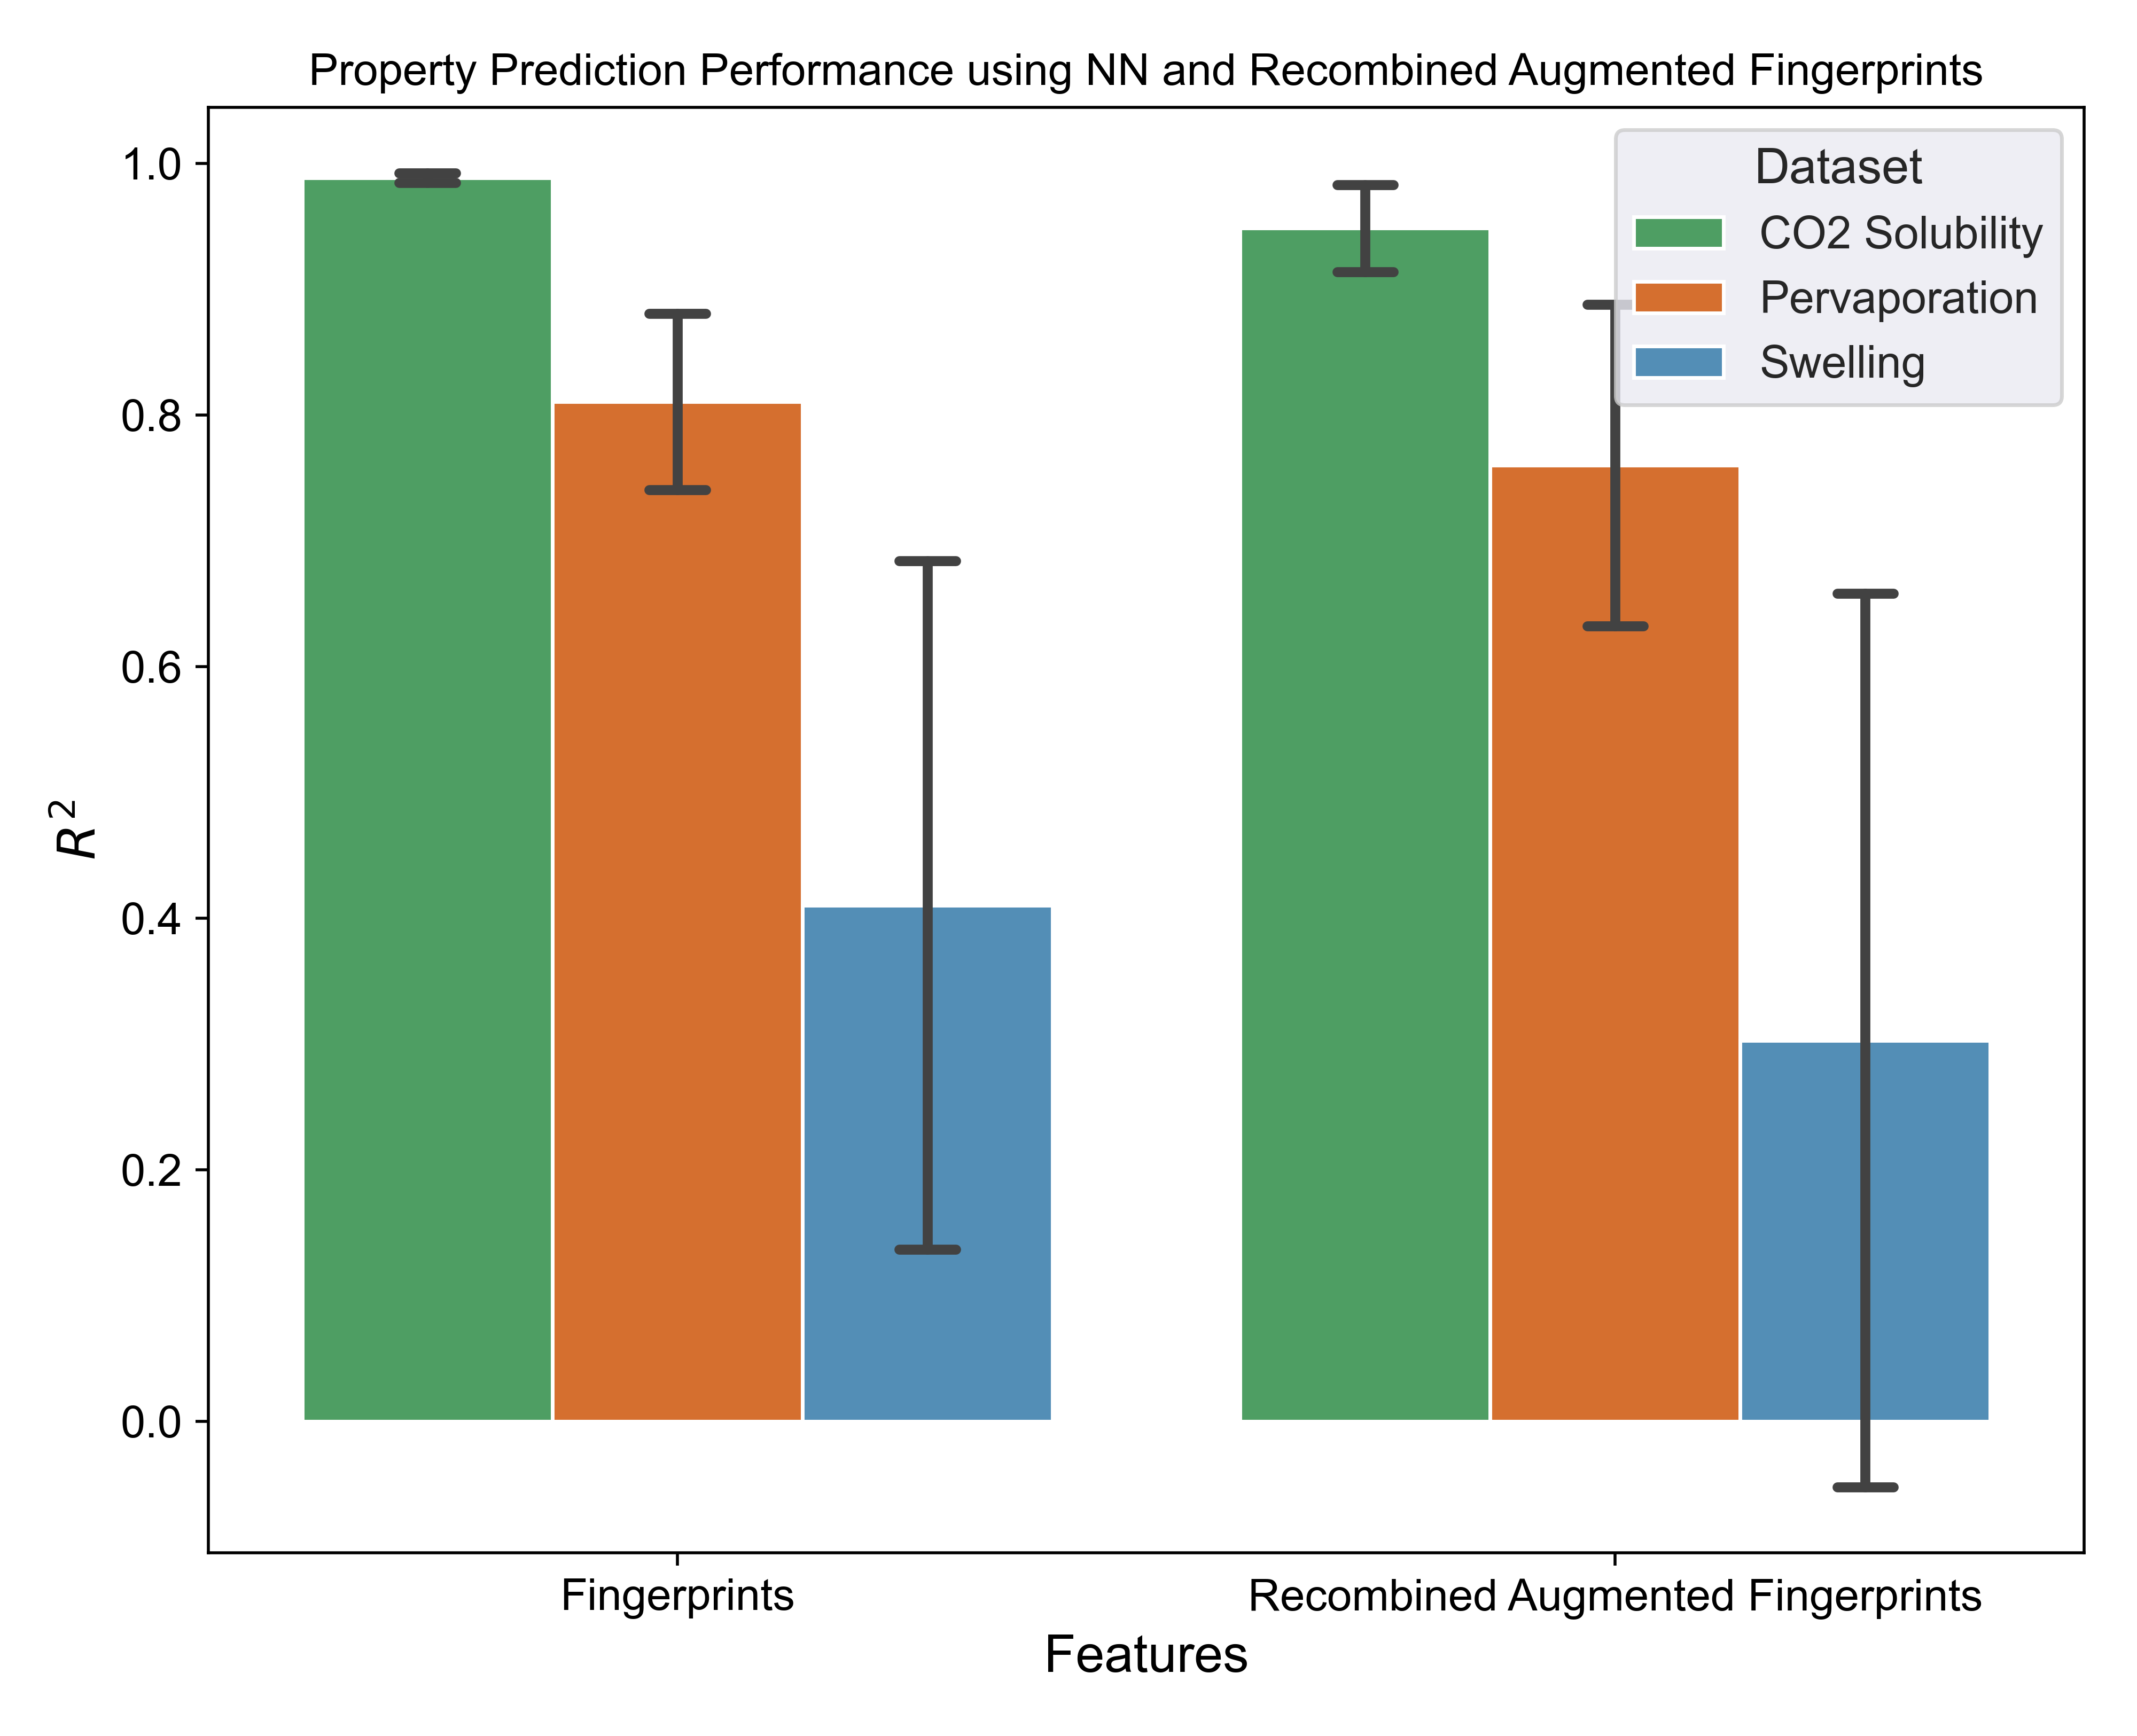 Property Prediction Performance using NN and Recombined Augmented Fingerprints
1.0
0.8
0.6
0.4
0.2
0.0
R²
Dataset
CO2 Solubility
Pervaporation
Swelling
Fingerprints
Recombined Augmented Fingerprints
Features